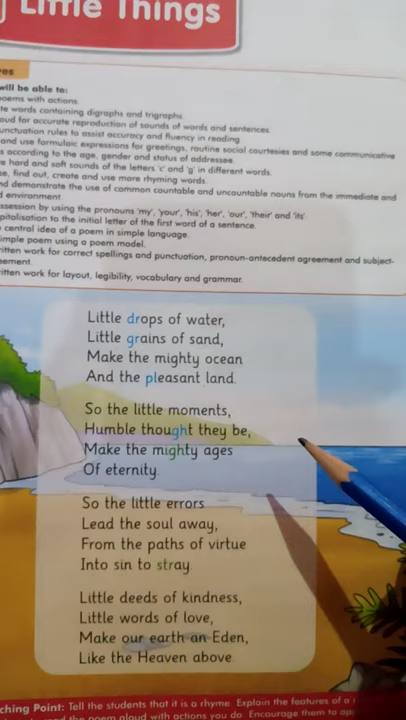 Little Things
will be able to:
poems with actions.
words containing digraphs and trigraphs.
for accurate reproduction of sounds of words and sentences.
punctuation rules to assist accuracy and fluency in reading.
and use formulaic expressions for greetings, routine social courtesies and some communicative
according to the age, gender and status of addressee.
hard and soft sounds of the letters 'c' and 'g' in different words.
find out, create and use more rhyming words.
demonstrate the use of common countable and uncountable nouns from the immediate and
environment.
by using the pronouns 'my', 'your', 'his', 'her', 'our', 'their' and 'its'.
to the initial letter of the first word of a sentence.
central idea of a poem in simple language.
simple poem using a poem model.
work for correct spellings and punctuation, pronoun-antecedent agreement and subject-
work for layout, legibility, vocabulary and grammar.
Little drops of water,
Little grains of sand,
Make the mighty ocean
And the pleasant land.
So the little moments,
Humble thought they be,
Make the mighty ages
Of eternity.
So the little errors
Lead the soul away,
From the paths of virtue
Into sin to stray.
Little deeds of kindness,
Little words of love,
Make our earth an Eden,
Like the Heaven above.
Point: Tell the students that it is a rhyme. Explain the features of a
the poem aloud with actions you do. Encourage them to